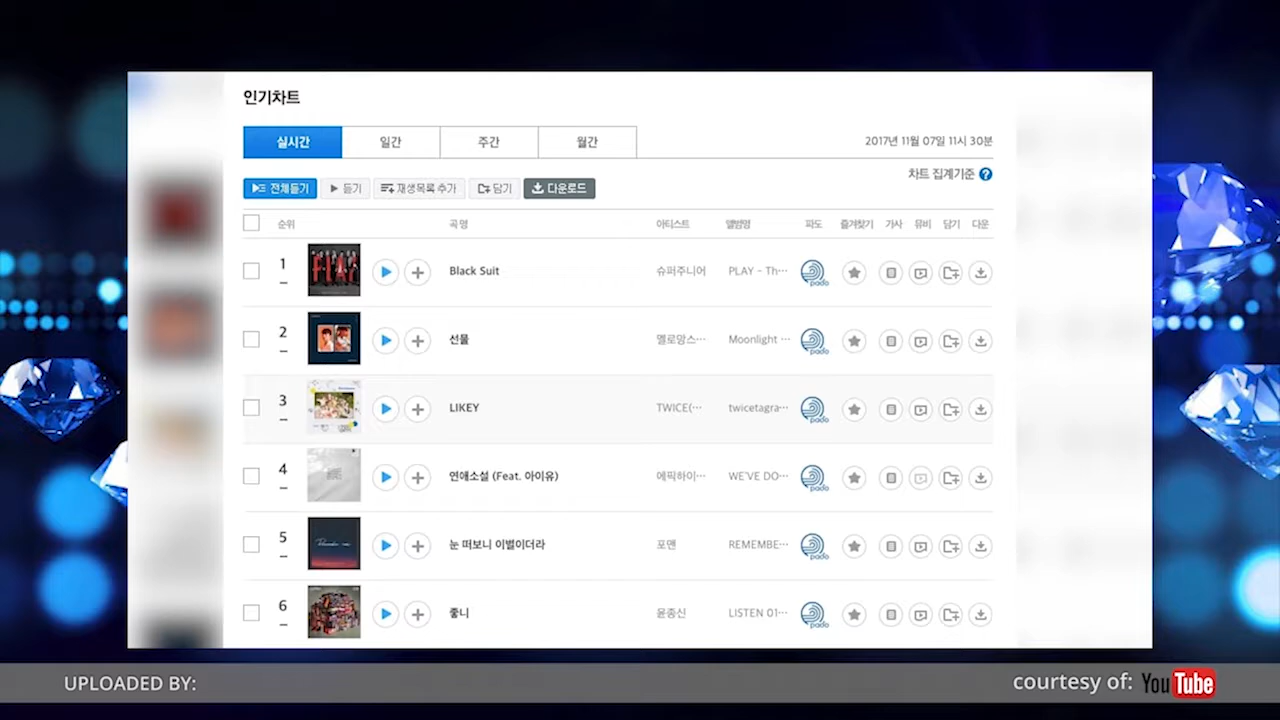 인기차트
실시간 일간 주간 월간
2017년 11월 07일 11시 30분
차트 집계기준 ?
전체듣기 듣기 재생목록 추가 담기 다운로드
순위 곡명 아티스트 앨범명 파도 즐겨찾기 가사 뮤비 담기 다운
1 Black Suit 슈퍼주니어 PLAY - Th··· pado
2 선물 멜로망스··· Moonlight ··· pado
3 LIKEY TWICE(··· twicetagra··· pado
4 연애소설 (Feat. 아이유) 에픽하이··· WE'VE DO··· pado
5 눈 떠보니 이별이더라 포맨 REMEMBE··· pado
6 좋니 윤종신 LISTEN 01··· pado
UPLOADED BY:
courtesy of: YouTube